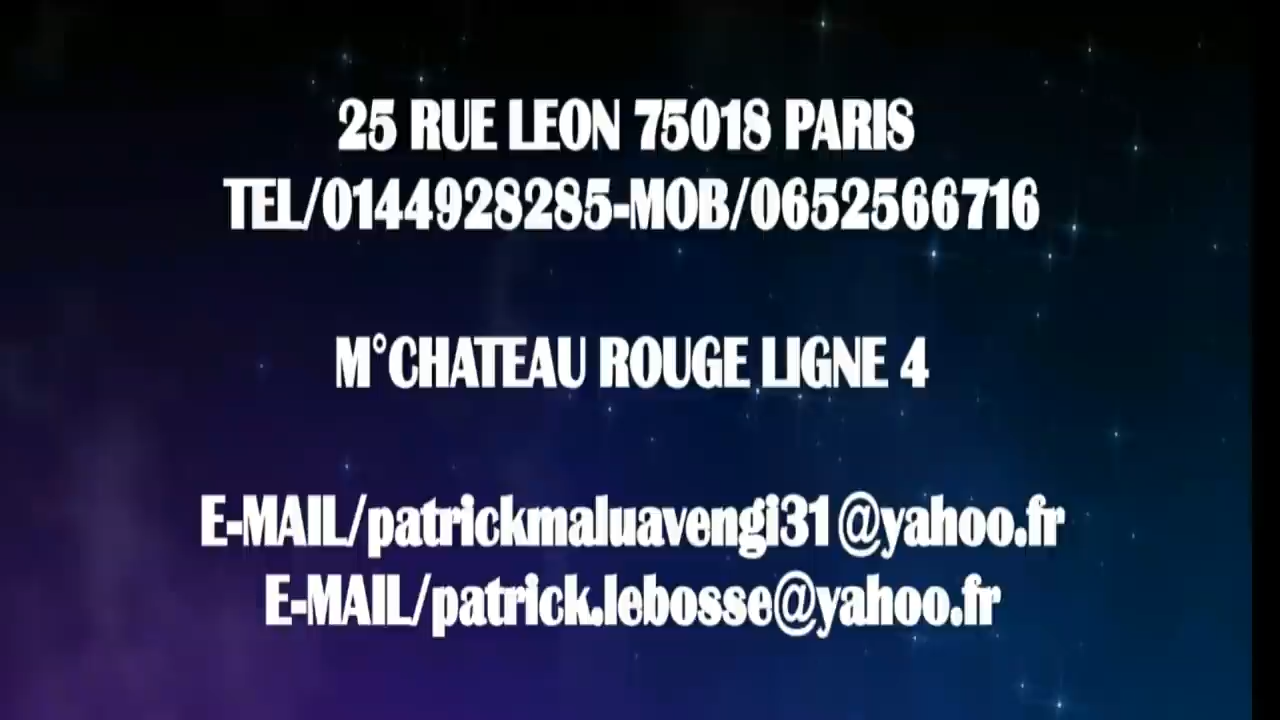 25 RUE LEON 75018 PARIS
TEL/0144928285-MOB/0652566716
M°CHATEAU ROUGE LIGNE 4
E-MAIL/patrickmaluavengi31@yahoo.fr
E-MAIL/patrick.lebosse@yahoo.fr